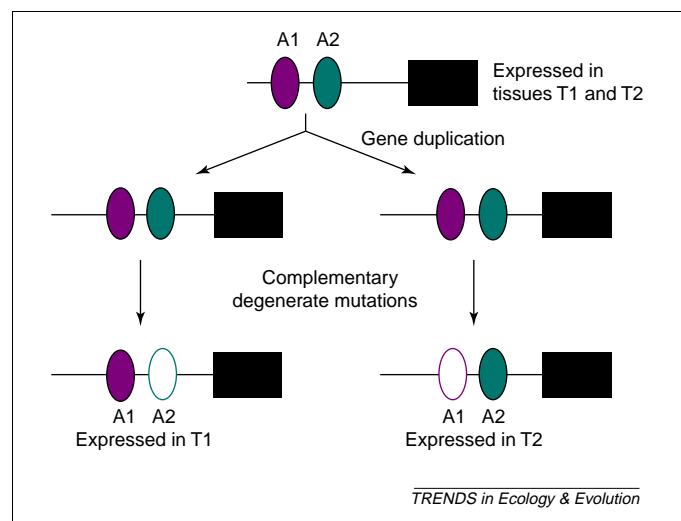 A1 A2
Expressed in
tissues T1 and T2
Gene duplication
Complementary
degenerate mutations
A1 A2
Expressed in T1
A1 A2
Expressed in T2
TRENDS in Ecology & Evolution